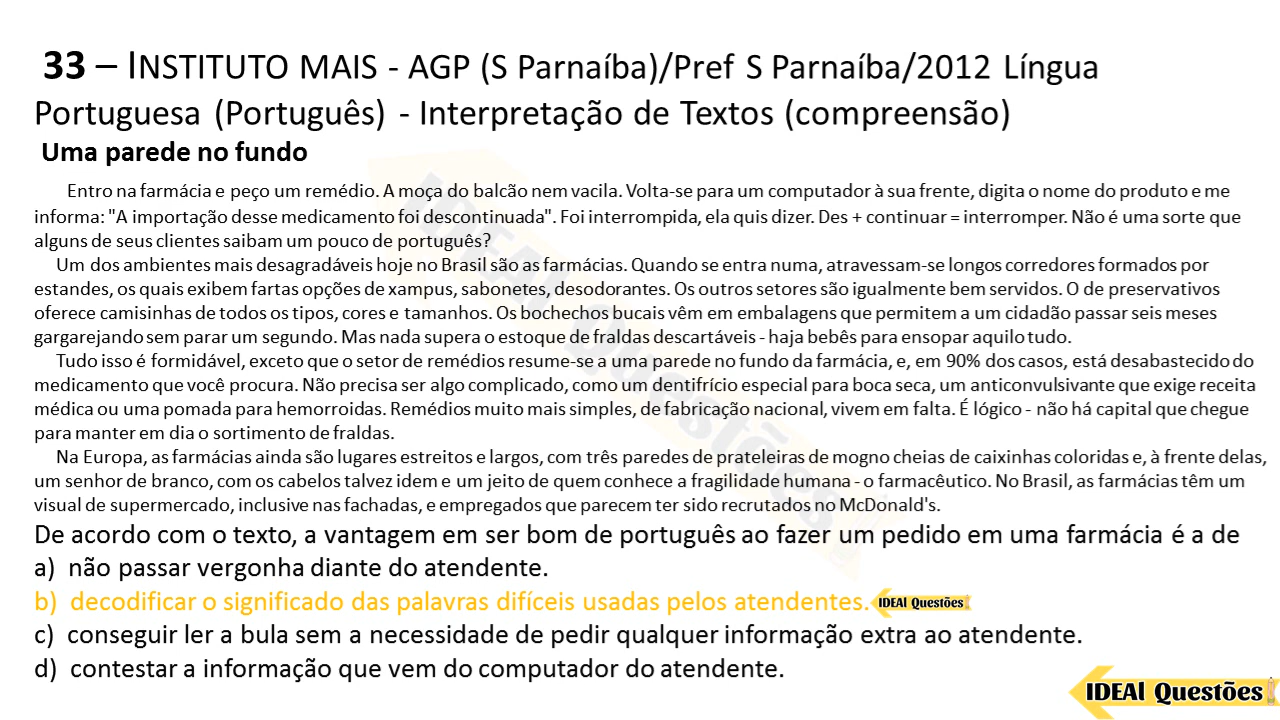 33 – INSTITUTO MAIS - AGP (S Parnaíba)/Pref S Parnaíba/2012 Língua
Portuguesa (Português) - Interpretação de Textos (compreensão)
Uma parede no fundo
Entro na farmácia e peço um remédio. A moça do balcão nem vacila. Volta-se para um computador à sua frente, digita o nome do produto e me
informa: "A importação desse medicamento foi descontinuada". Foi interrompida, ela quis dizer. Des + continuar = interromper. Não é uma sorte que
alguns de seus clientes saibam um pouco de português?
Um dos ambientes mais desagradáveis hoje no Brasil são as farmácias. Quando se entra numa, atravessam-se longos corredores formados por
estandes, os quais exibem fartas opções de xampus, sabonetes, desodorantes. Os outros setores são igualmente bem servidos. O de preservativos
oferece camisinhas de todos os tipos, cores e tamanhos. Os bochechos bucais vêm em embalagens que permitem a um cidadão passar seis meses
gargarejando sem parar um segundo. Mas nada supera o estoque de fraldas descartáveis - haja bebês para ensopar aquilo tudo.
Tudo isso é formidável, exceto que o setor de remédios resume-se a uma parede no fundo da farmácia, e, em 90% dos casos, está desabastecido do
medicamento que você procura. Não precisa ser algo complicado, como um dentifrício especial para boca seca, um anticonvulsivante que exige receita
médica ou uma pomada para hemorroidas. Remédios muito mais simples, de fabricação nacional, vivem em falta. É lógico - não há capital que chegue
para manter em dia o sortimento de fraldas.
Na Europa, as farmácias ainda são lugares estreitos e largos, com três paredes de prateleiras de mogno cheias de caixinhas coloridas e, à frente delas,
um senhor de branco, com os cabelos talvez idem e um jeito de quem conhece a fragilidade humana - o farmacêutico. No Brasil, as farmácias têm um
visual de supermercado, inclusive nas fachadas, e empregados que parecem ter sido recrutados no McDonald's.
De acordo com o texto, a vantagem em ser bom de português ao fazer um pedido em uma farmácia é a de
a) não passar vergonha diante do atendente.
b) decodificar o significado das palavras difíceis usadas pelos atendentes. IDEAl Questões
c) conseguir ler a bula sem a necessidade de pedir qualquer informação extra ao atendente.
d) contestar a informação que vem do computador do atendente.
IDEAl Questões
IDEAl Questões